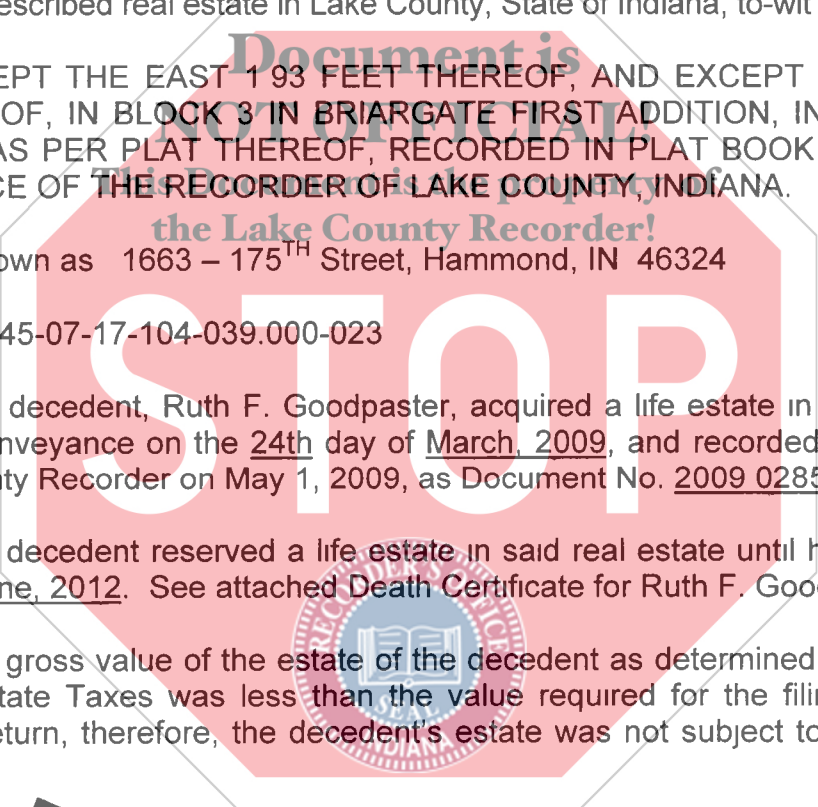 escribed real estate in Lake County, State of Indiana, to-wit
Document is
EPT THE EAST 1 93 FEET THEREOF, AND EXCEPT
OF, IN BLOCK 3 IN BRIARGATE FIRST ADDITION, IN
NOT OFFICIAL!
AS PER PLAT THEREOF, RECORDED IN PLAT BOOK
CE OF THE RECORDER OF LAKE COUNTY, INDIANA.
This Document is the property of
the Lake County Recorder!
own as 1663 – 175TH Street, Hammond, IN 46324
45-07-17-104-039.000-023
STOP
decedent, Ruth F. Goodpaster, acquired a life estate in
nveyance on the 24th day of March, 2009, and recorded
ty Recorder on May 1, 2009, as Document No. 2009 0285
decedent reserved a life estate in said real estate until h
ne, 2012. See attached Death Certificate for Ruth F. Goo
RECORDER'S OFFICE
gross value of the estate of the decedent as determined
tate Taxes was less than the value required for the filin
SEAL
eturn, therefore, the decedent's estate was not subject to
INDIANA